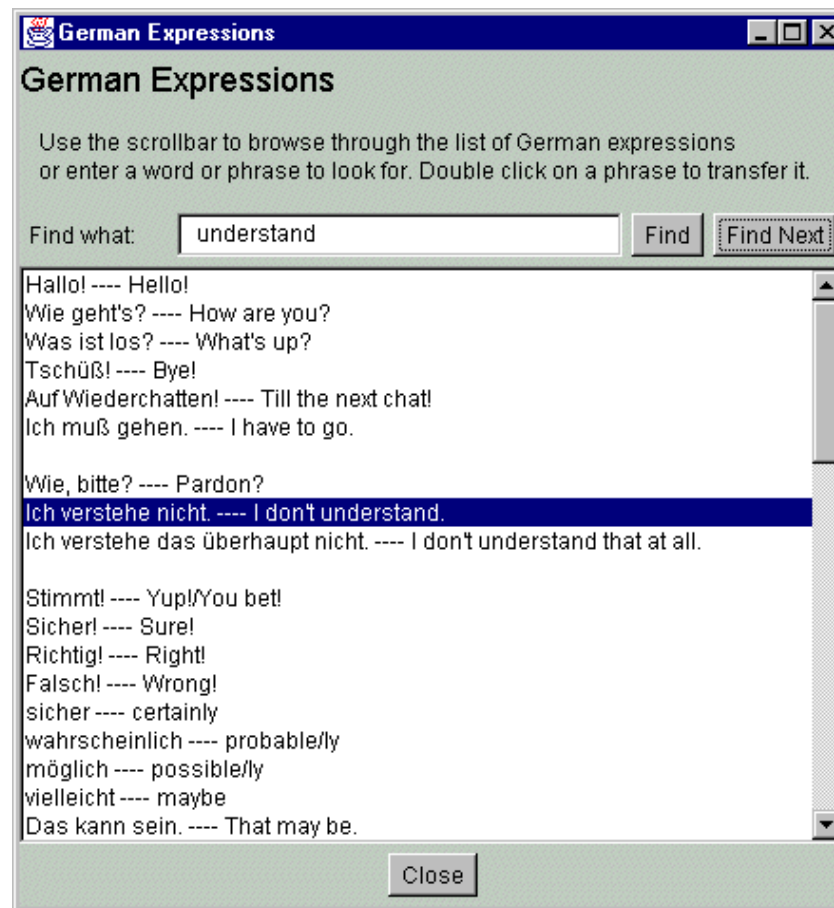 German Expressions
German Expressions
Use the scrollbar to browse through the list of German expressions
or enter a word or phrase to look for. Double click on a phrase to transfer it.
Find what: understand Find Find Next
Hallo! ---- Hello!
Wie geht's? ---- How are you?
Was ist los? ---- What's up?
Tschüß! ---- Bye!
Auf Wiederchatten! ---- Till the next chat!
Ich muß gehen. ---- I have to go.
Wie, bitte? ---- Pardon?
Ich verstehe nicht. ---- I don't understand.
Ich verstehe das überhaupt nicht. ---- I don't understand that at all.
Stimmt! ---- Yup!/You bet!
Sicher! ---- Sure!
Richtig! ---- Right!
Falsch! ---- Wrong!
sicher ---- certainly
wahrscheinlich ---- probable/ly
möglich ---- possible/ly
vielleicht ---- maybe
Das kann sein. ---- That may be.
Close